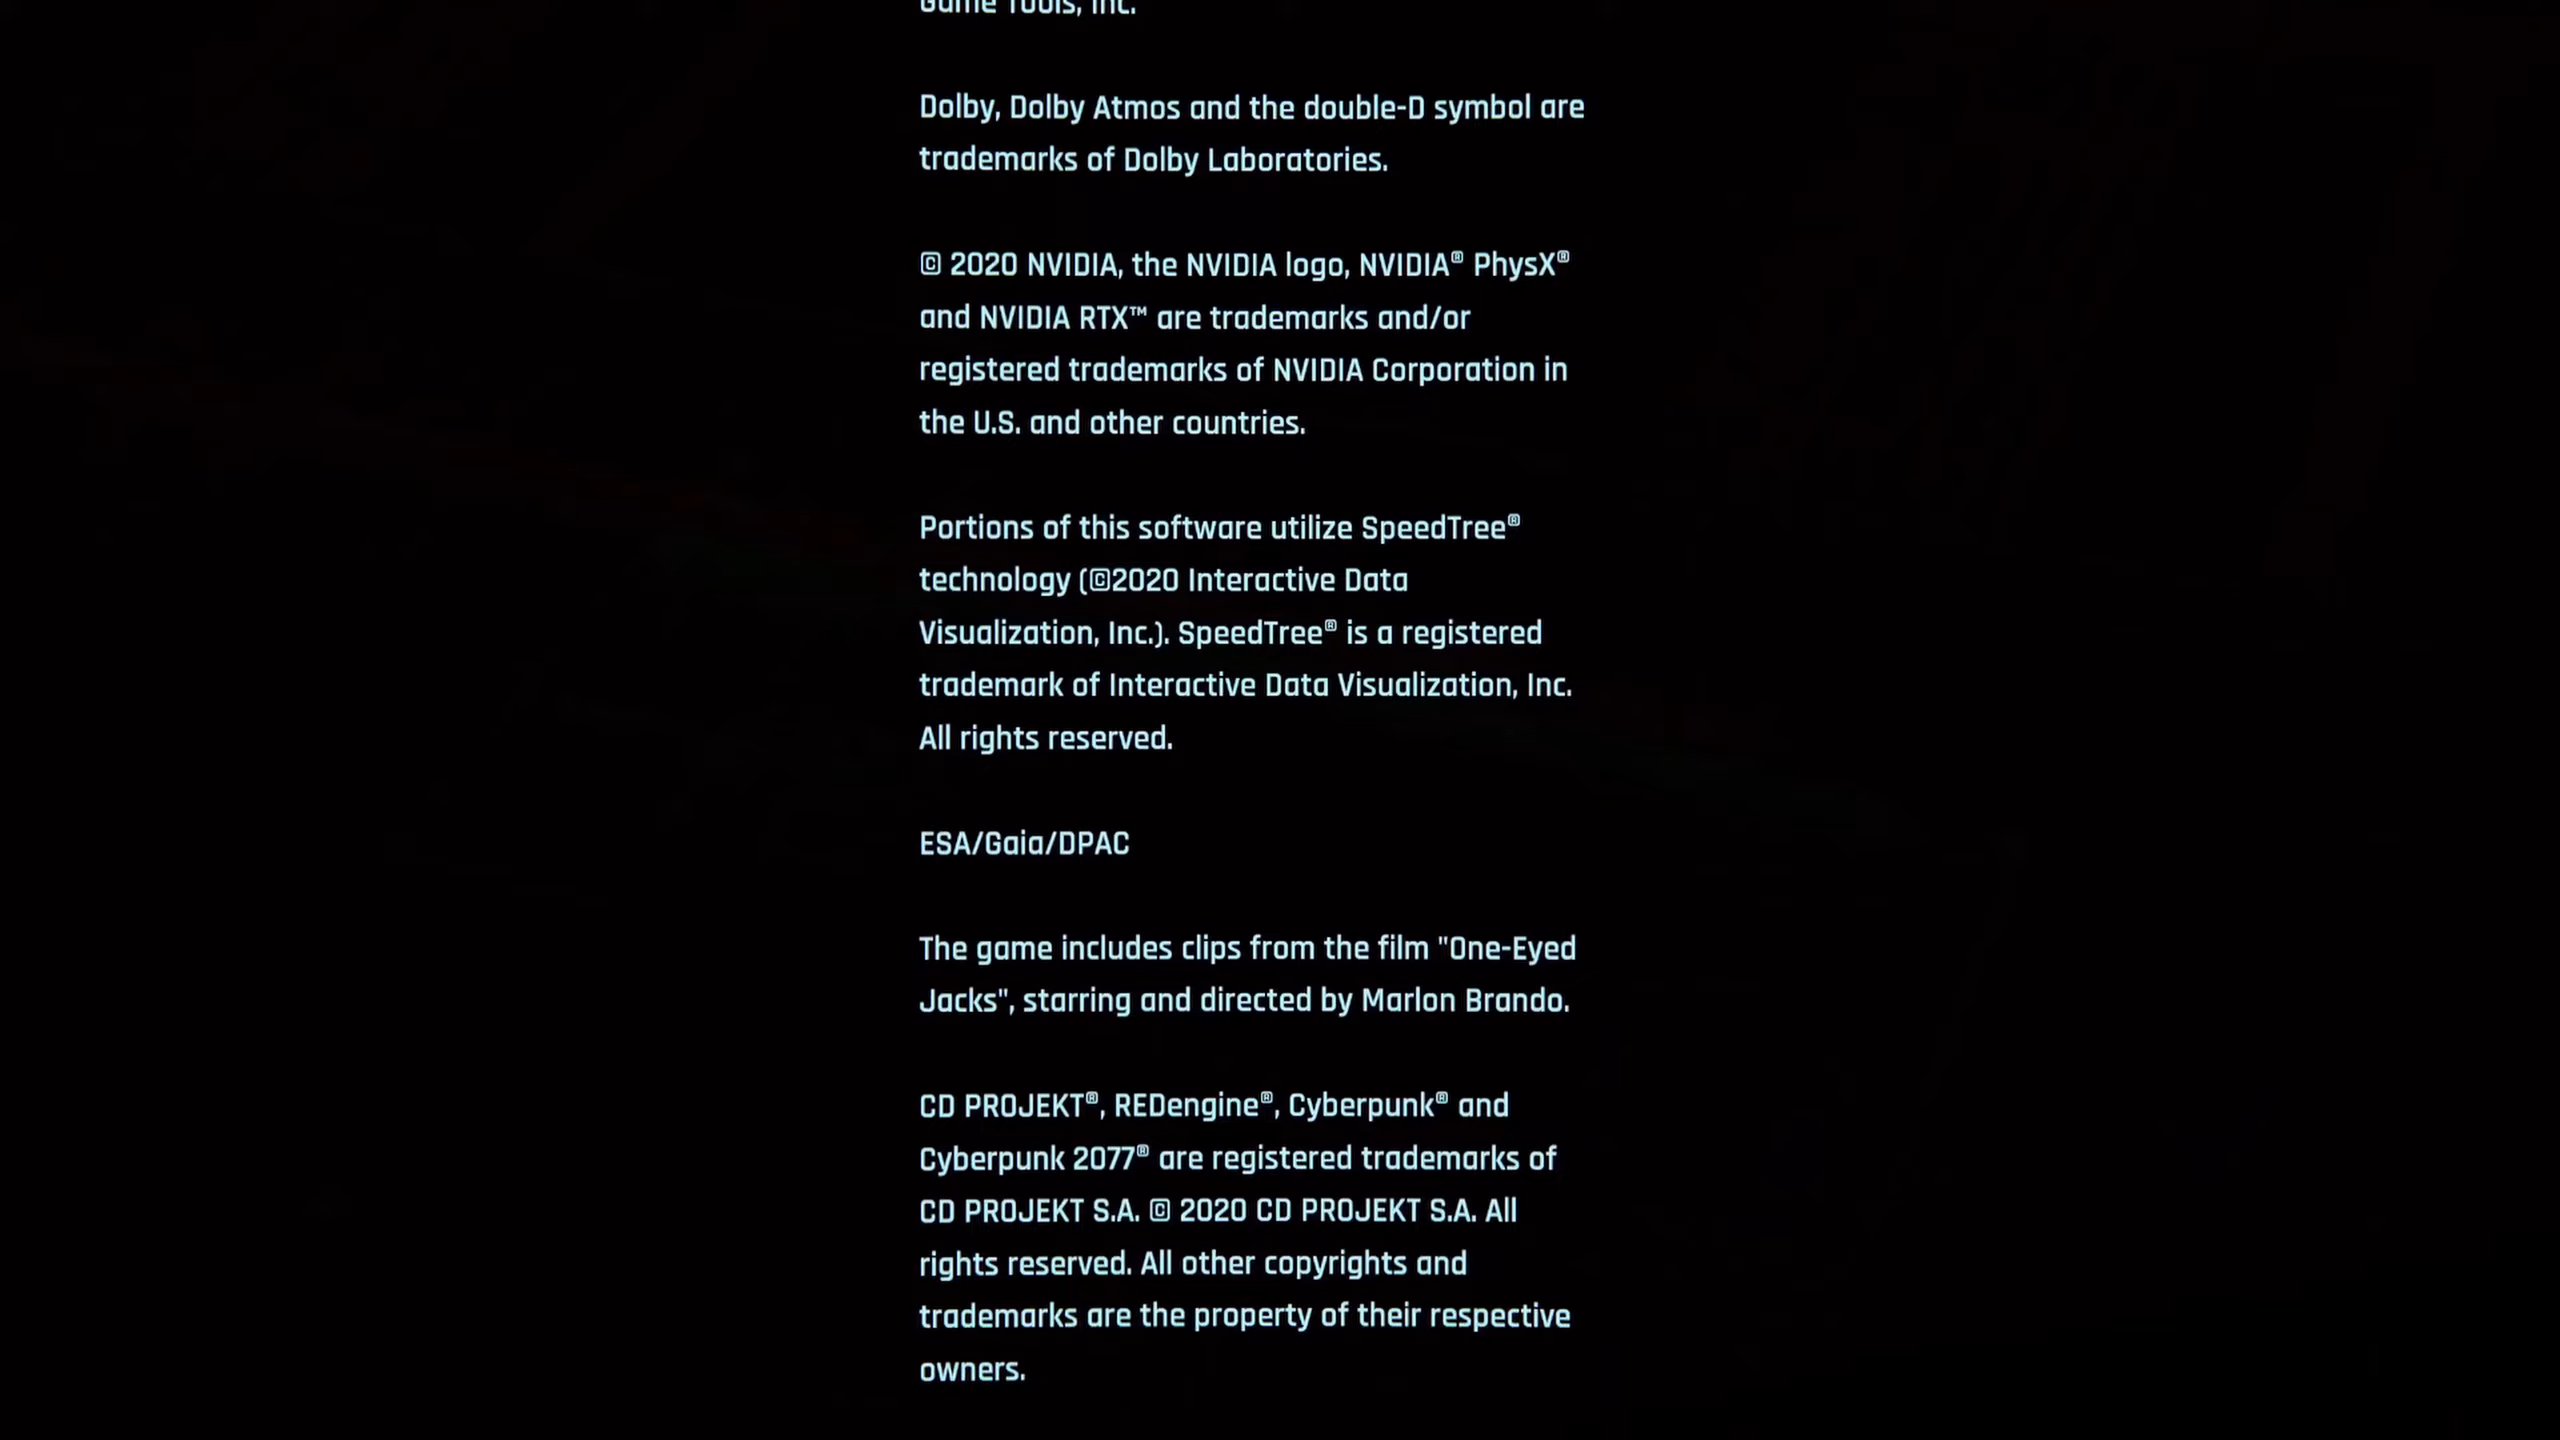 Game Tools, Inc.
Dolby, Dolby Atmos and the double-D symbol are
trademarks of Dolby Laboratories.
© 2020 NVIDIA, the NVIDIA logo, NVIDIA® PhysX®
and NVIDIA RTX™ are trademarks and/or
registered trademarks of NVIDIA Corporation in
the U.S. and other countries.
Portions of this software utilize SpeedTree®
technology (©2020 Interactive Data
Visualization, Inc.). SpeedTree® is a registered
trademark of Interactive Data Visualization, Inc.
All rights reserved.
ESA/Gaia/DPAC
The game includes clips from the film "One-Eyed
Jacks", starring and directed by Marlon Brando.
CD PROJEKT®, REDengine®, Cyberpunk® and
Cyberpunk 2077® are registered trademarks of
CD PROJEKT S.A. © 2020 CD PROJEKT S.A. All
rights reserved. All other copyrights and
trademarks are the property of their respective
owners.